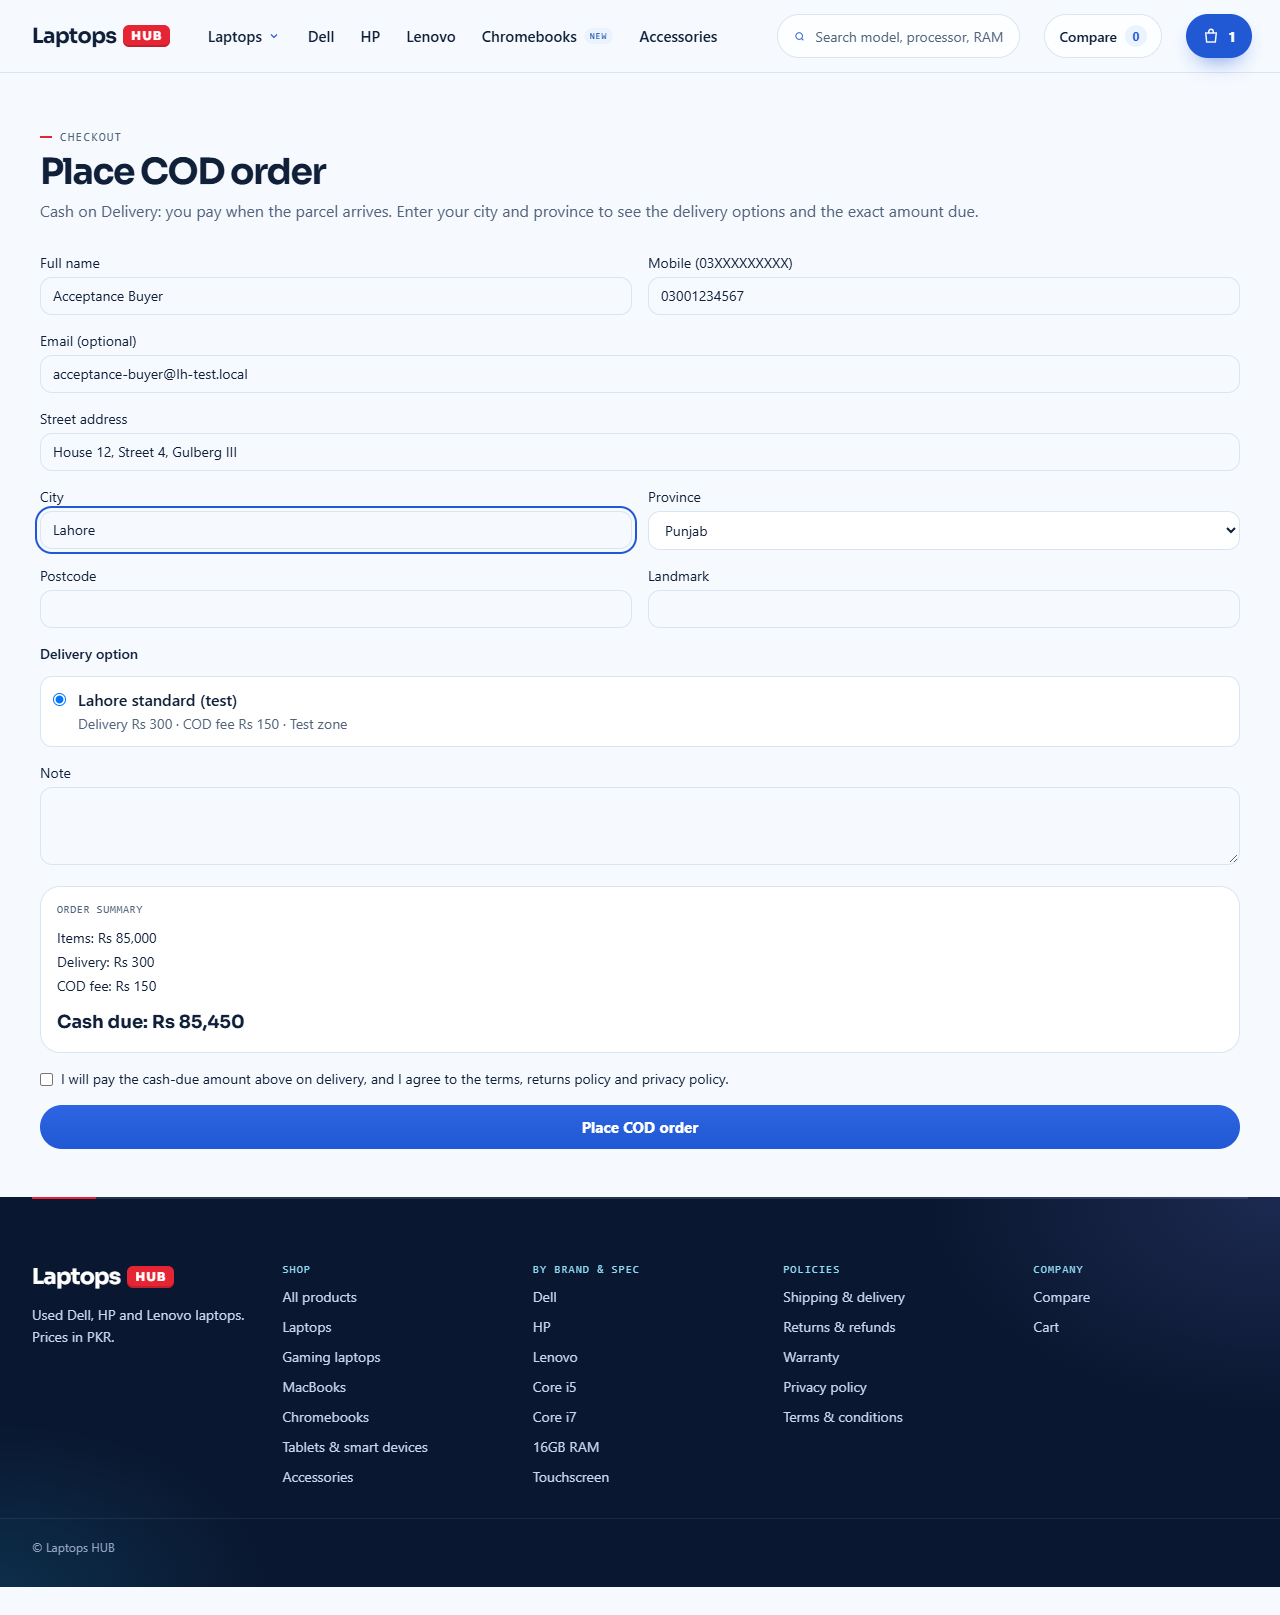 Laptops HUB
Laptops
Dell
HP
Lenovo
Chromebooks NEW
Accessories
Search model, processor, RAM
Compare 0
1
CHECKOUT
Place COD order
Cash on Delivery: you pay when the parcel arrives. Enter your city and province to see the delivery options and the exact amount due.
Full name
Acceptance Buyer
Mobile (03XXXXXXXXX)
03001234567
Email (optional)
acceptance-buyer@lh-test.local
Street address
House 12, Street 4, Gulberg III
City
Lahore
Province
Punjab
Postcode
Landmark
Delivery option
Lahore standard (test)
Delivery Rs 300 · COD fee Rs 150 · Test zone
Note
ORDER SUMMARY
Items: Rs 85,000
Delivery: Rs 300
COD fee: Rs 150
Cash due: Rs 85,450
I will pay the cash-due amount above on delivery, and I agree to the terms, returns policy and privacy policy.
Place COD order
Laptops HUB
Used Dell, HP and Lenovo laptops.
Prices in PKR.
SHOP
All products
Laptops
Gaming laptops
MacBooks
Chromebooks
Tablets & smart devices
Accessories
BY BRAND & SPEC
Dell
HP
Lenovo
Core i5
Core i7
16GB RAM
Touchscreen
POLICIES
Shipping & delivery
Returns & refunds
Warranty
Privacy policy
Terms & conditions
COMPANY
Compare
Cart
© Laptops HUB